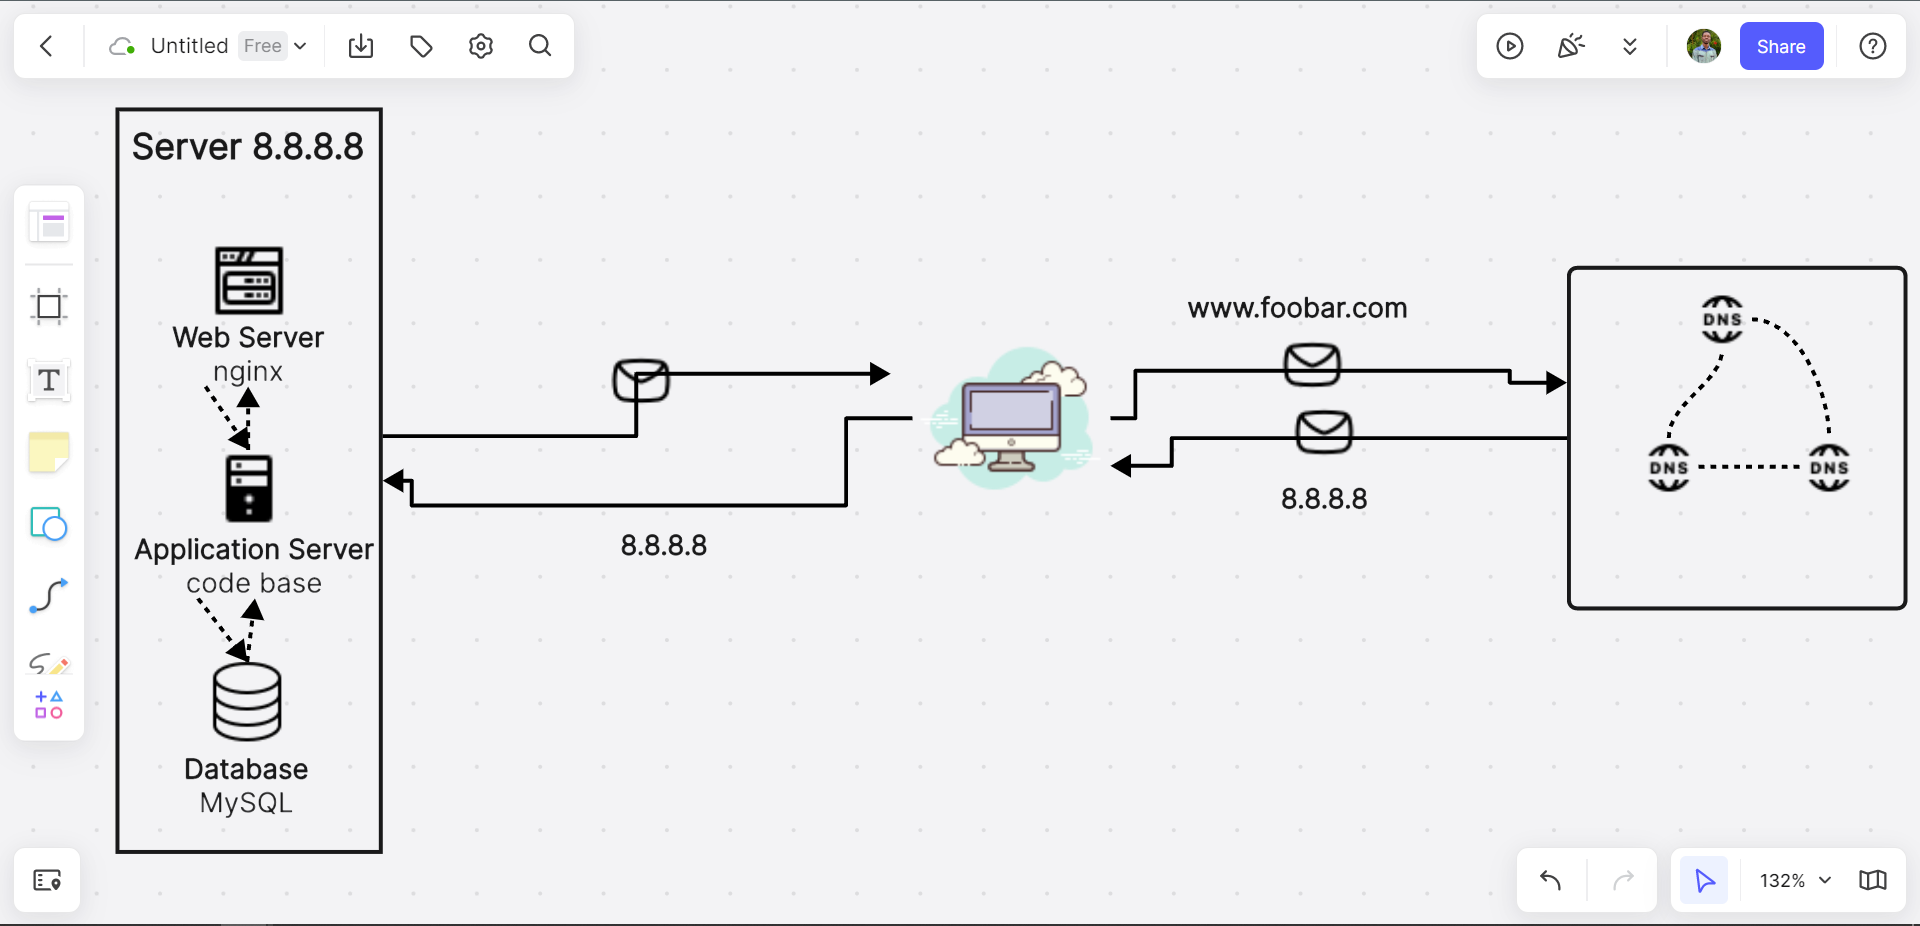 Untitled Free
Share
Server 8.8.8.8
Web Server
nginx
Application Server
code base
Database
MySQL
8.8.8.8
www.foobar.com
8.8.8.8
DNS
DNS
DNS
T
132%